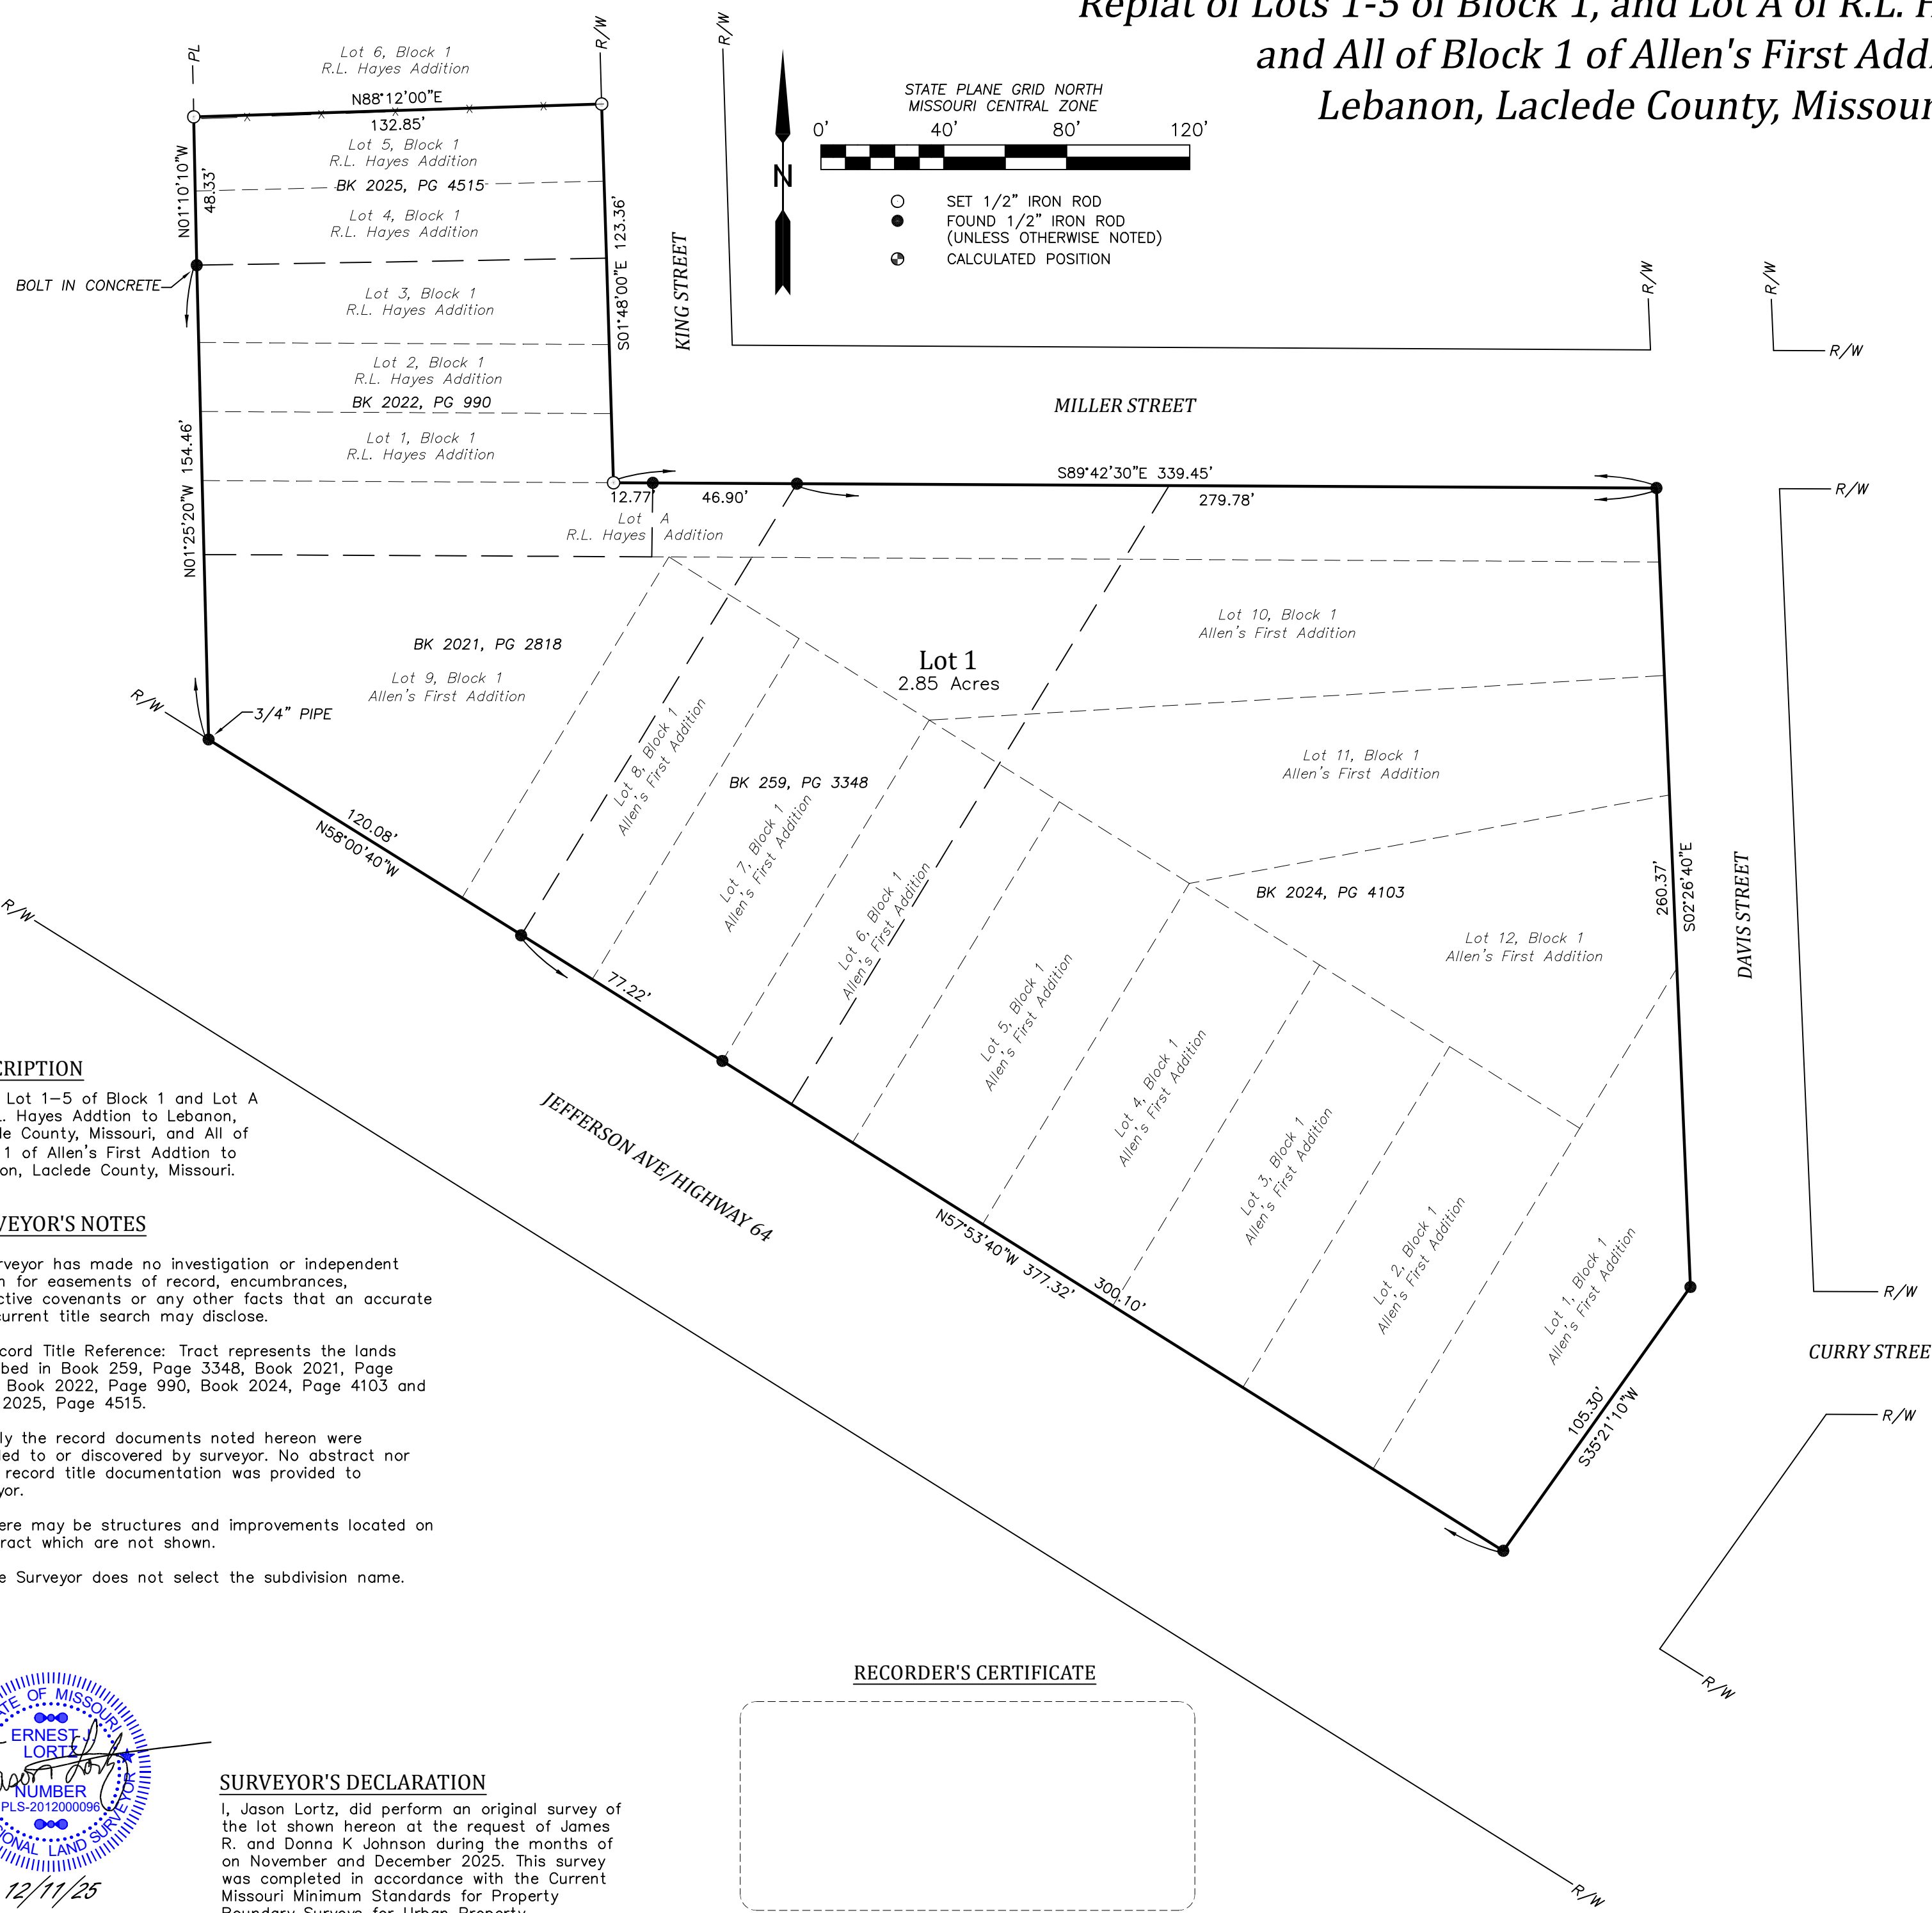 Replat of Lots 1-5 of Block 1, and Lot A of R.L.
and All of Block 1 of Allen's First
Lebanon, Laclede County,
PL
R/W
R/W
Lot 6, Block 1
R.L. Hayes Addition
N88°12'00"E
132.85'
Lot 5, Block 1
R.L. Hayes Addition
BK 2025, PG 4515
Lot 4, Block 1
R.L. Hayes Addition
N01°10'10"W
48.33'
BOLT IN CONCRETE
Lot 3, Block 1
R.L. Hayes Addition
Lot 2, Block 1
R.L. Hayes Addition
BK 2022, PG 990
Lot 1, Block 1
R.L. Hayes Addition
S01°48'00"E 123.36'
KING STREET
STATE PLANE GRID NORTH
MISSOURI CENTRAL ZONE
0' 40' 80' 120'
N
SET 1/2" IRON ROD
FOUND 1/2" IRON ROD
(UNLESS OTHERWISE NOTED)
CALCULATED POSITION
R/W
R/W
R/W
MILLER STREET
S89°42'30"E 339.45'
12.77' 46.90' 279.78'
R/W
Lot A
R.L. Hayes Addition
N01°25'20"W 154.46'
BK 2021, PG 2818
Lot 9, Block 1
Allen's First Addition
Lot 10, Block 1
Allen's First Addition
Lot 1
2.85 Acres
R/W
3/4" PIPE
Lot 8, Block 1
Allen's First Addition
BK 259, PG 3348
Lot 7, Block 1
Allen's First Addition
Lot 6, Block 1
Allen's First Addition
Lot 11, Block 1
Allen's First Addition
BK 2024, PG 4103
Lot 12, Block 1
Allen's First Addition
260.37'
S02°26'40"E
DAVIS STREET
120.08'
N58°00'40"W
R/W
77.22'
Lot 5, Block 1
Allen's First Addition
Lot 4, Block 1
Allen's First Addition
Lot 3, Block 1
Allen's First Addition
Lot 2, Block 1
Allen's First Addition
Lot 1, Block 1
Allen's First Addition
JEFFERSON AVE/HIGHWAY 64
N57°53'40"W 377.32'
300.10'
105.30'
S35°21'10"W
R/W
CURRY
R/W
R/W
R/W
Lot 1-5 of Block 1 and Lot A
Hayes Addtion to Lebanon,
County, Missouri, and All of
1 of Allen's First Addtion to
Laclede County, Missouri.
NOTES
has made no investigation or independent
for easements of record, encumbrances,
covenants or any other facts that an accurate
current title search may disclose.
Title Reference: Tract represents the lands
in Book 259, Page 3348, Book 2021, Page
Book 2022, Page 990, Book 2024, Page 4103 and
2025, Page 4515.
the record documents noted hereon were
to or discovered by surveyor. No abstract nor
record title documentation was provided to
may be structures and improvements located on
which are not shown.
Surveyor does not select the subdivision name.
OF MISSOURI
ERNEST J.
LORTZ
NUMBER
PLS-2012000096
LAND SURVEYOR
12/11/25
SURVEYOR'S DECLARATION
I, Jason Lortz, did perform an original survey of
the lot shown hereon at the request of James
R. and Donna K Johnson during the months of
on November and December 2025. This survey
was completed in accordance with the Current
Missouri Minimum Standards for Property
Boundary Surveys for Urban Property
RECORDER'S CERTIFICATE